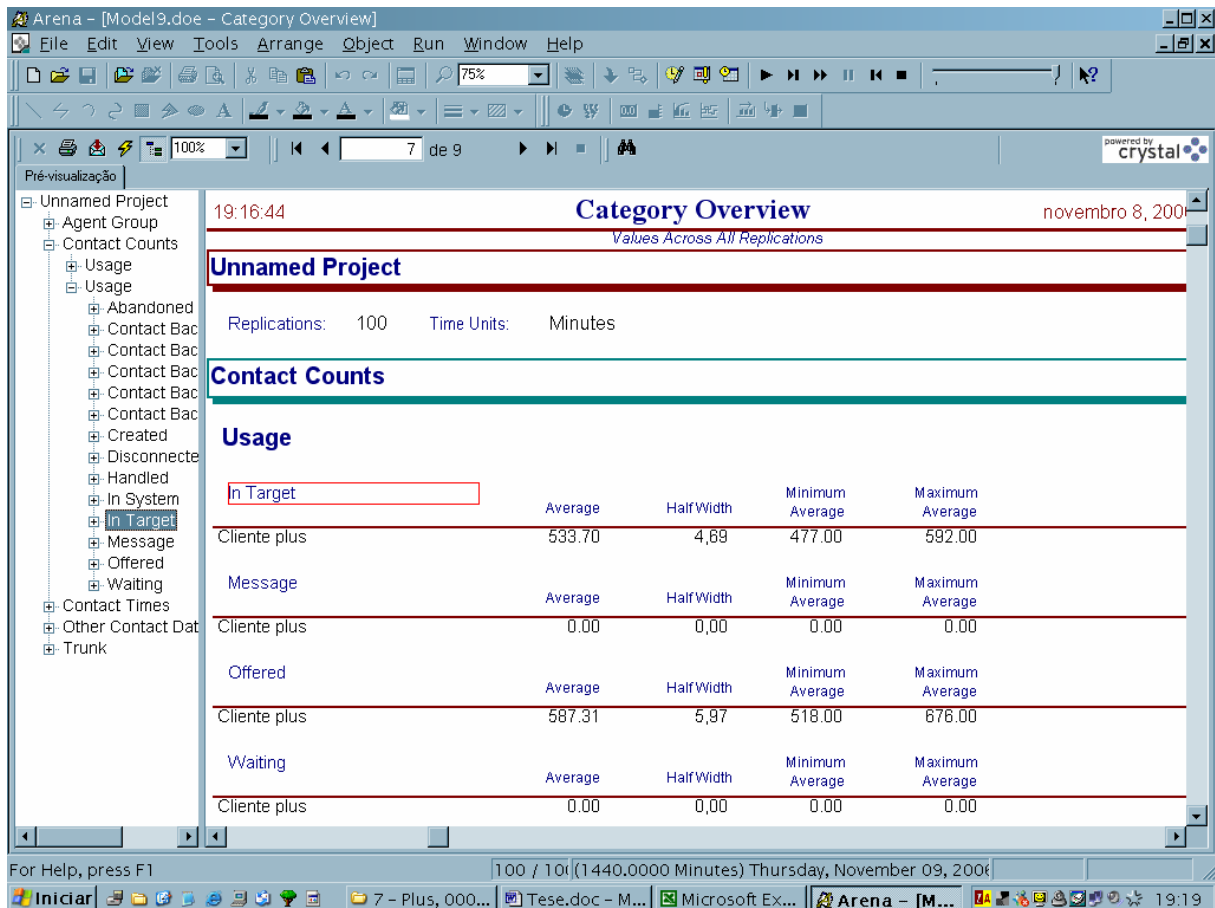 Arena - [Model9.doe - Category Overview]
File Edit View Tools Arrange Object Run Window Help
75%
100%
7 de 9
powered by crystal
Pré-visualização
Unnamed Project
Agent Group
Contact Counts
Usage
Usage
Abandoned
Contact Bac
Contact Bac
Contact Bac
Contact Bac
Contact Bac
Created
Disconnecte
Handled
In System
In Target
Message
Offered
Waiting
Contact Times
Other Contact Dat
Trunk
19:16:44 Category Overview novembro 8, 200
Values Across All Replications
Unnamed Project
Replications: 100 Time Units: Minutes
Contact Counts
Usage
In Target Average Half Width Minimum Average Maximum Average
Cliente plus 533.70 4,69 477.00 592.00
Message Average Half Width Minimum Average Maximum Average
Cliente plus 0.00 0,00 0.00 0.00
Offered Average Half Width Minimum Average Maximum Average
Cliente plus 587.31 5,97 518.00 676.00
Waiting Average Half Width Minimum Average Maximum Average
Cliente plus 0.00 0,00 0.00 0.00
For Help, press F1 100 / 10 (1440.0000 Minutes) Thursday, November 09, 2006
Iniciar 7 - Plus, 000... Tese.doc - M... Microsoft Ex... Arena - [M... 19:19